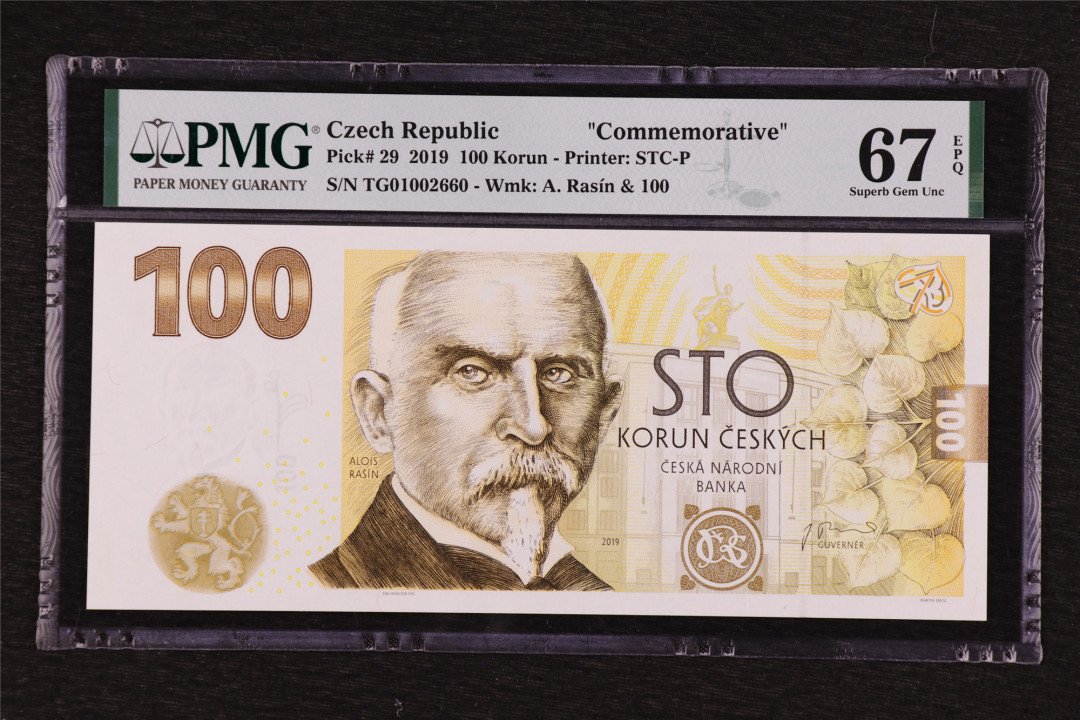 PMG®
PAPER MONEY GUARANTY
Czech Republic "Commemorative"
Pick# 29 2019 100 Korun - Printer: STC-P
S/N TG01002660 - Wmk: A. Rasín & 100
67
EPQ
Superb Gem Unc
100
ALOIS
RAŠÍN
STO
KORUN ČESKÝCH
ČESKÁ NÁRODNÍ
BANKA
2019
GUVERNÉR
100